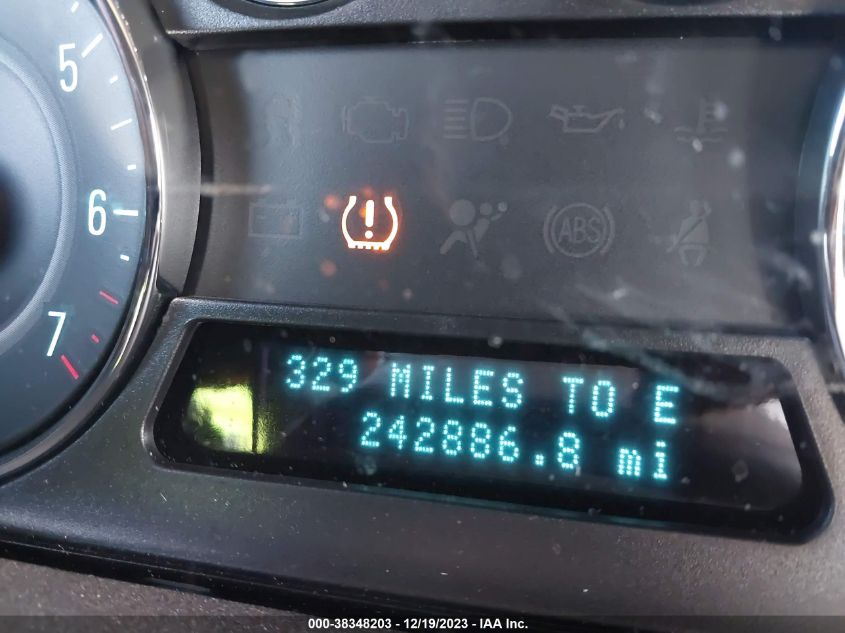 5
6
7
ABS
329 MILES TO E
242886.8 mi
000-38348203 - 12/19/2023 - IAA Inc.